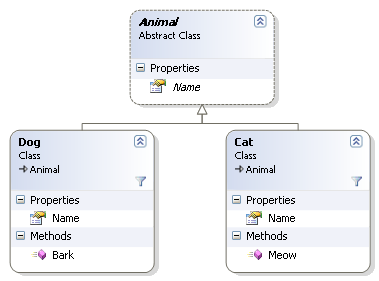 Animal
Abstract Class
Properties
Name
Dog
Class
Animal
Properties
Name
Methods
Bark
Cat
Class
Animal
Properties
Name
Methods
Meow